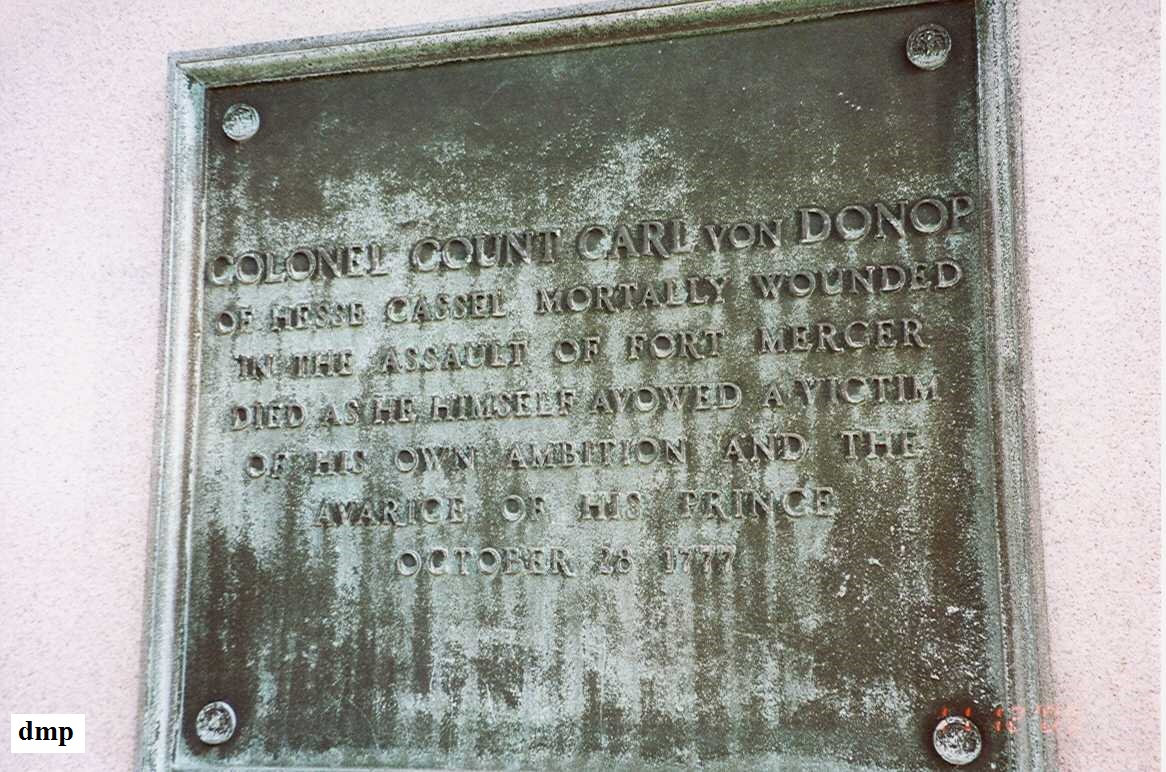 COLONEL COUNT CARL VON DONOP
OF HESSE CASSEL MORTALLY WOUNDED
IN THE ASSAULT OF FORT MERCER
DIED AS HE HIMSELF AVOWED A VICTIM
OF HIS OWN AMBITION AND THE
AVARICE OF HIS PRINCE
OCTOBER 28 1777
dmp